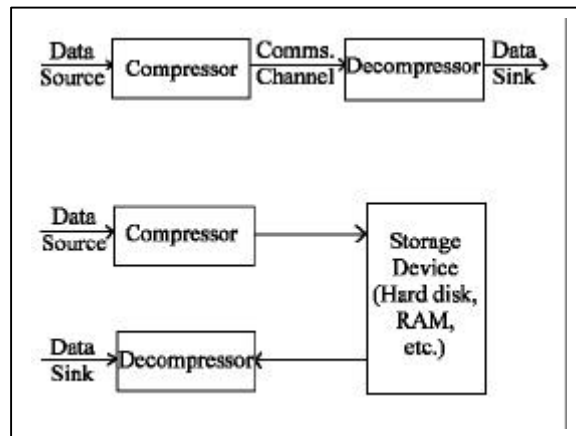 Data
Source
Compressor
Comms.
Channel
Decompressor
Data
Sink
Data
Source
Compressor
Storage
Device
(Hard disk,
RAM,
etc.)
Data
Sink
Decompressor